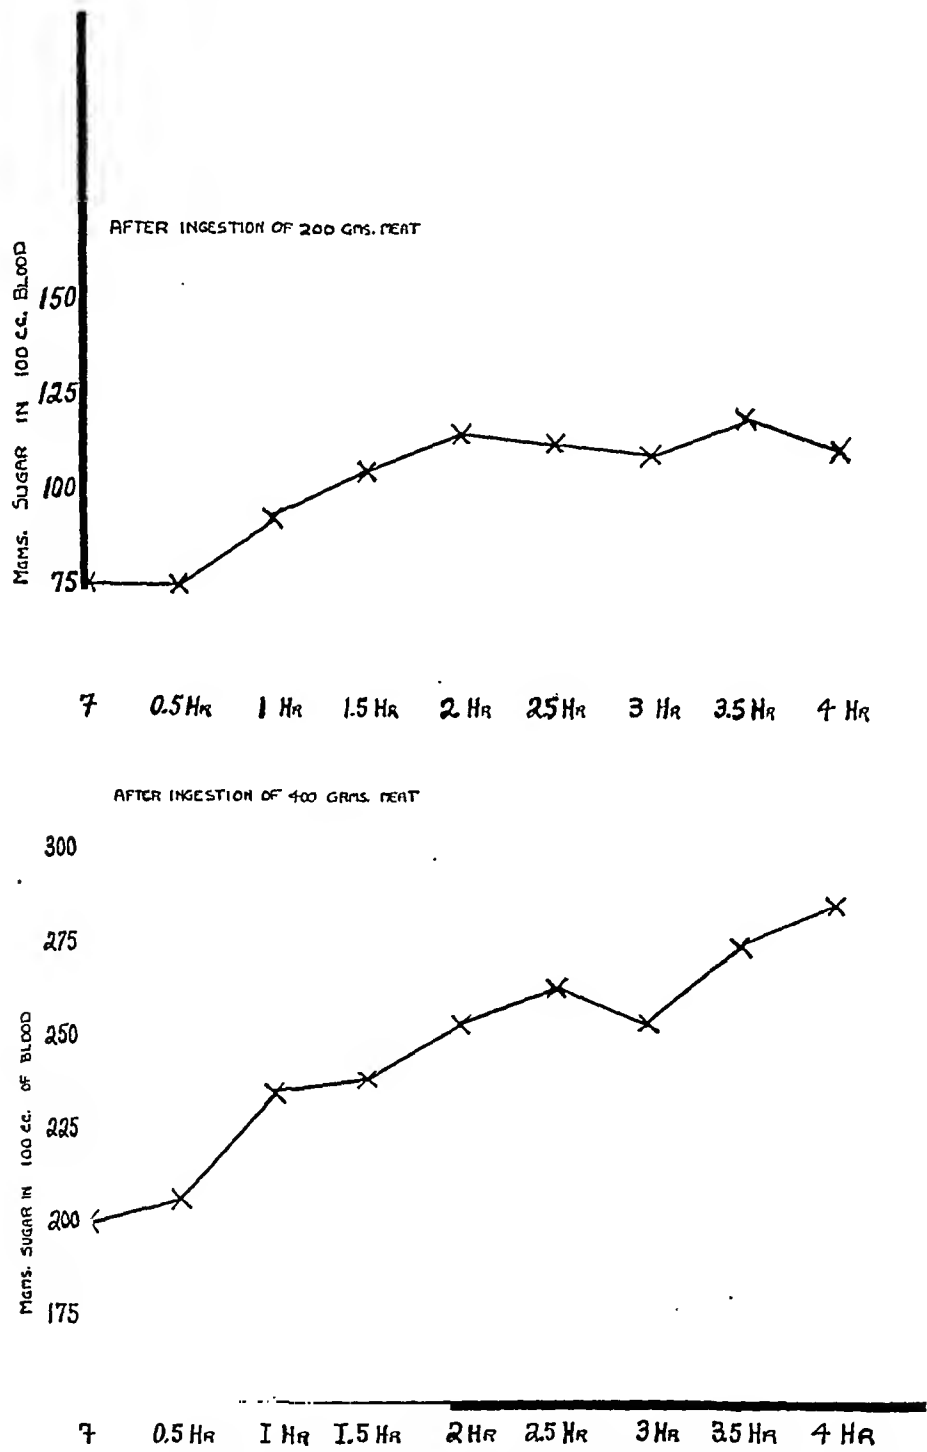 AFTER INGESTION OF 200 GMS. MEAT
MGMS. SUGAR IN 100 CC. BLOOD
150
125
100
75
7 0.5 HR 1 HR 1.5 HR 2 HR 2.5 HR 3 HR 3.5 HR 4 HR
AFTER INGESTION OF 400 GRMS. MEAT
MGMS. SUGAR IN 100 CC. OF BLOOD
300
275
250
225
200
175
7 0.5 HR 1 HR 1.5 HR 2 HR 2.5 HR 3 HR 3.5 HR 4 HR